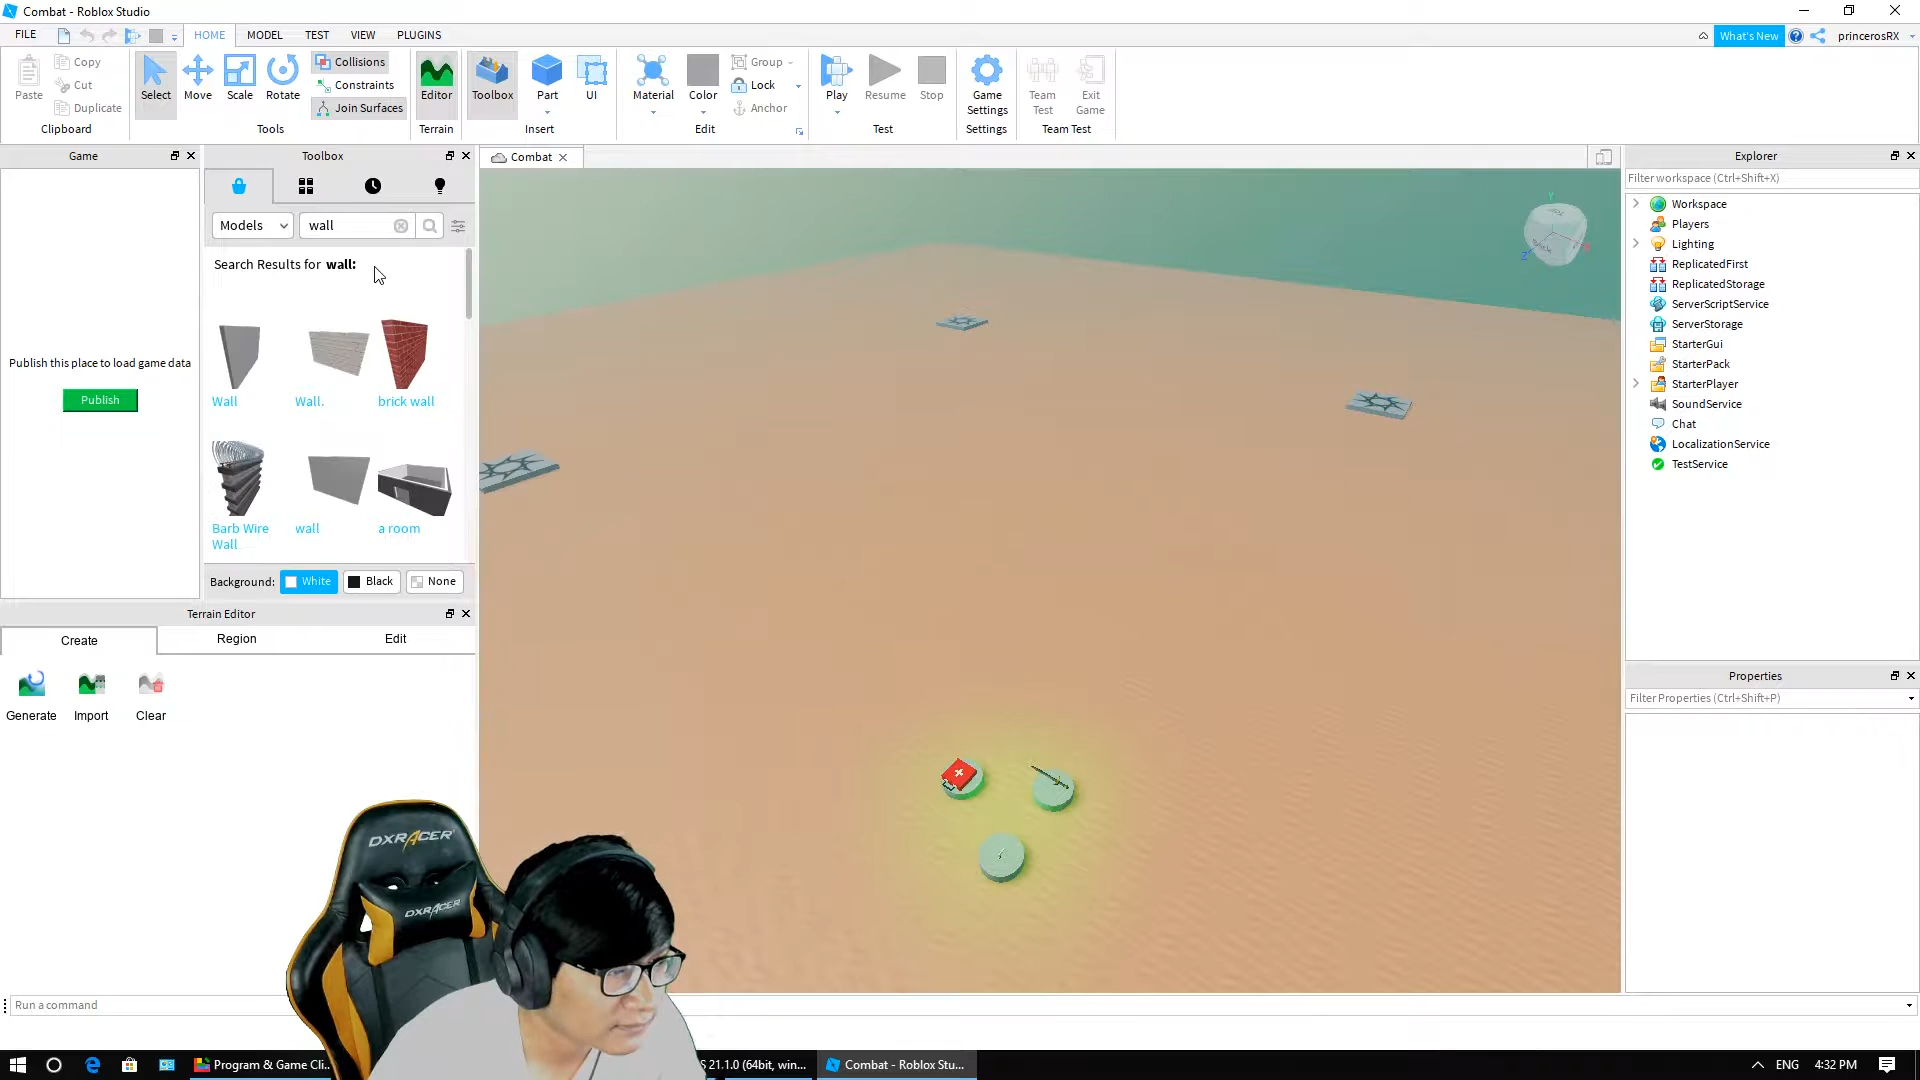 Combat - Roblox Studio
FILE HOME MODEL TEST VIEW PLUGINS
What's New princerosRX
Paste Copy Cut Duplicate
Clipboard
Select Move Scale Rotate Collisions Constraints Join Surfaces
Tools
Editor
Terrain
Toolbox Part UI
Insert
Material Color Group Lock Anchor
Edit
Play Resume Stop
Test
Game Settings
Settings
Team Test Exit Game
Team Test
Game
Publish this place to load game data
Publish
Toolbox
Models wall
Search Results for wall:
Wall Wall. brick wall
Barb Wire Wall wall a room
Background: White Black None
Terrain Editor
Create Region Edit
Generate Import Clear
Combat
Explorer
Filter workspace (Ctrl+Shift+X)
Workspace
Players
Lighting
ReplicatedFirst
ReplicatedStorage
ServerScriptService
ServerStorage
StarterGui
StarterPack
StarterPlayer
SoundService
Chat
LocalizationService
TestService
Properties
Filter Properties (Ctrl+Shift+P)
DXRACER
DXRACER
Run a command
Program & Game Cli...
S 21.1.0 (64bit, win...
Combat - Roblox Stu...
ENG 4:32 PM